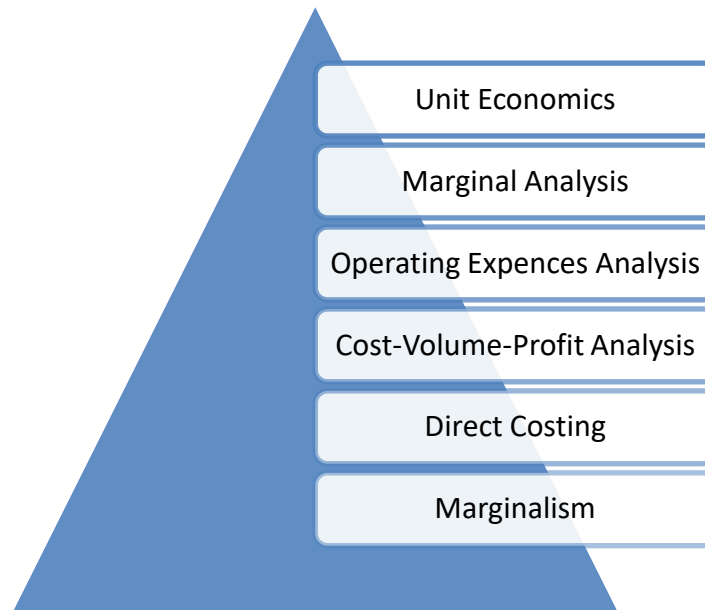 Unit Economics
Marginal Analysis
Operating Expences Analysis
Cost-Volume-Profit Analysis
Direct Costing
Marginalism